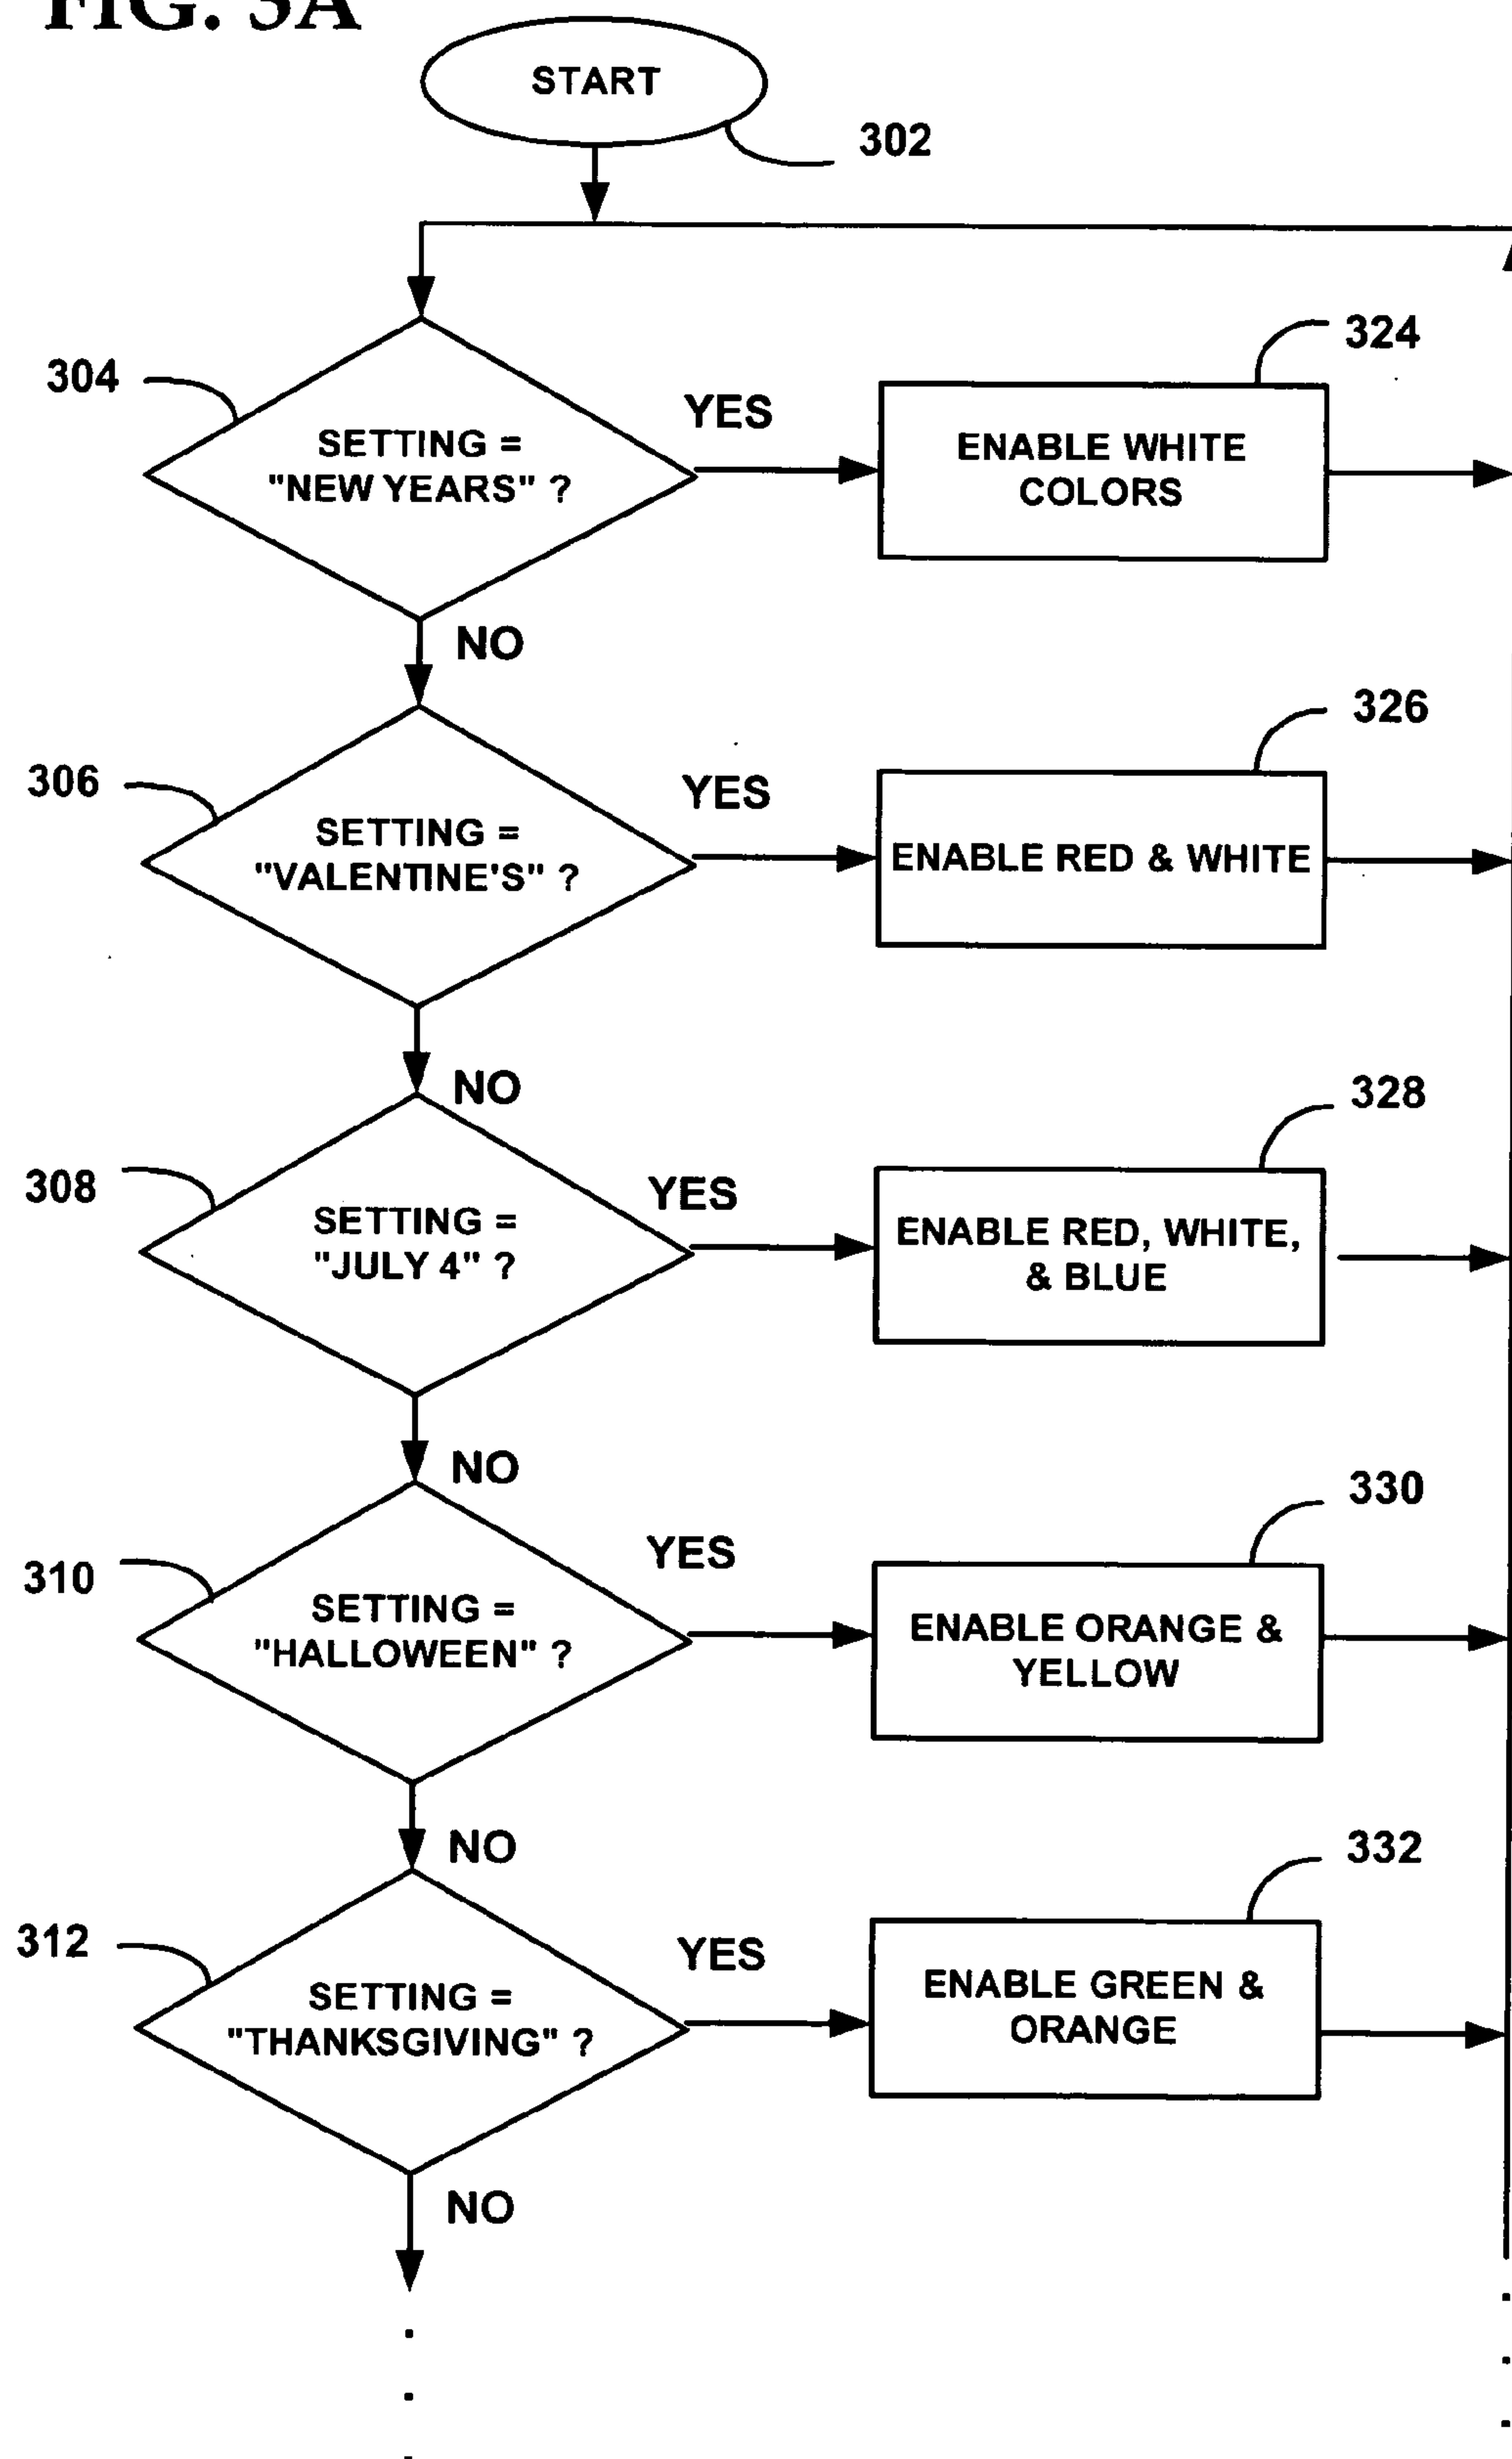 FIG. 3A
START
302
304
SETTING =
"NEW YEARS" ?
YES
324
ENABLE WHITE
COLORS
NO
306
SETTING =
"VALENTINE'S" ?
YES
326
ENABLE RED & WHITE
NO
308
SETTING =
"JULY 4" ?
YES
328
ENABLE RED, WHITE,
& BLUE
NO
310
SETTING =
"HALLOWEEN" ?
YES
330
ENABLE ORANGE &
YELLOW
NO
312
SETTING =
"THANKSGIVING" ?
YES
332
ENABLE GREEN &
ORANGE
NO